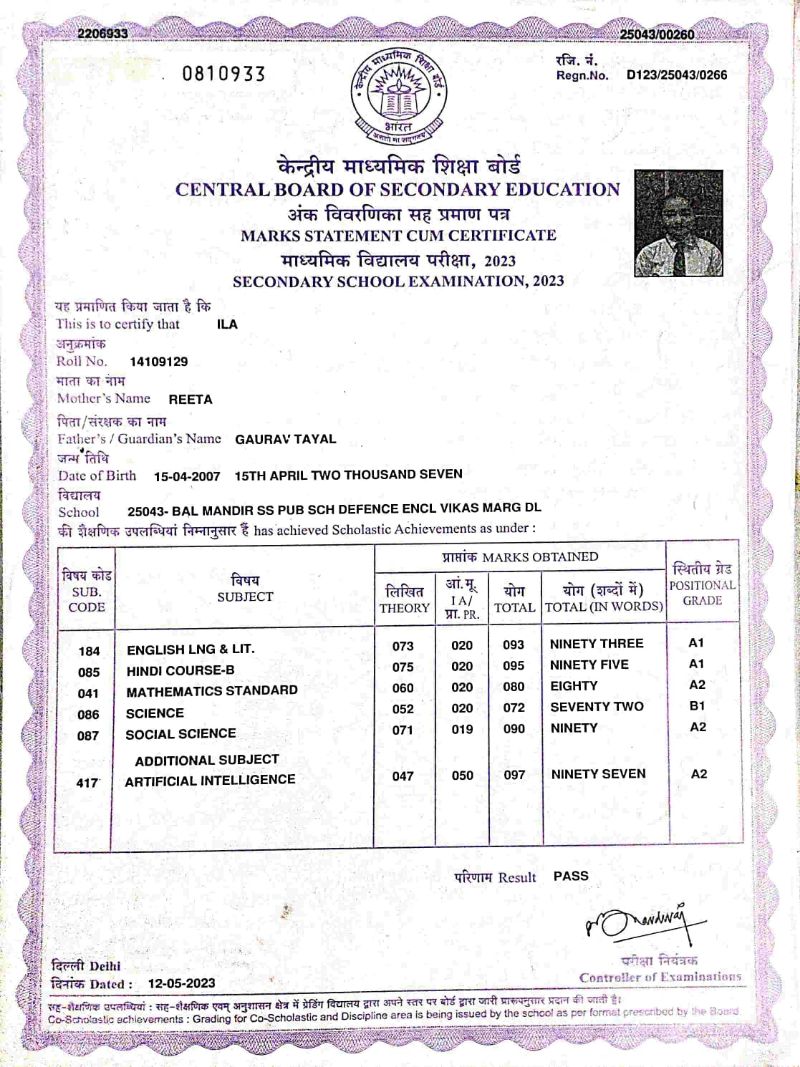 2206933
25043/00260
0810933
रजि. नं.
Regn.No. D123/25043/0266
केन्द्रीय माध्यमिक शिक्षा बोर्ड
भारत
असतो मा सद्गमय
केन्द्रीय माध्यमिक शिक्षा बोर्ड
CENTRAL BOARD OF SECONDARY EDUCATION
अंक विवरणिका सह प्रमाण पत्र
MARKS STATEMENT CUM CERTIFICATE
माध्यमिक विद्यालय परीक्षा, 2023
SECONDARY SCHOOL EXAMINATION, 2023
यह प्रमाणित किया जाता है कि
This is to certify that ILA
अनुक्रमांक
Roll No. 14109129
माता का नाम
Mother's Name REETA
पिता/संरक्षक का नाम
Father's / Guardian's Name GAURAV TAYAL
जन्म तिथि
Date of Birth 15-04-2007 15TH APRIL TWO THOUSAND SEVEN
विद्यालय
School 25043- BAL MANDIR SS PUB SCH DEFENCE ENCL VIKAS MARG DL
की शैक्षणिक उपलब्धियां निम्नानुसार हैं has achieved Scholastic Achievements as under :
विषय कोड SUB. CODE
विषय SUBJECT
प्राप्तांक MARKS OBTAINED
लिखित THEORY
आं.मू. I A/ प्रा. PR.
योग TOTAL
योग (शब्दों में) TOTAL (IN WORDS)
स्थितीय ग्रेड POSITIONAL GRADE
184 ENGLISH LNG & LIT. 073 020 093 NINETY THREE A1
085 HINDI COURSE-B 075 020 095 NINETY FIVE A1
041 MATHEMATICS STANDARD 060 020 080 EIGHTY A2
086 SCIENCE 052 020 072 SEVENTY TWO B1
087 SOCIAL SCIENCE 071 019 090 NINETY A2
ADDITIONAL SUBJECT
417 ARTIFICIAL INTELLIGENCE 047 050 097 NINETY SEVEN A2
परिणाम Result PASS
दिल्ली Delhi
दिनांक Dated : 12-05-2023
परीक्षा नियंत्रक
Controller of Examinations
सह-शैक्षणिक उपलब्धियां : सह-शैक्षणिक एवम् अनुशासन क्षेत्र में ग्रेडिंग विद्यालय द्वारा अपने स्तर पर बोर्ड द्वारा जारी प्रारूपनुसार प्रदान की जाती है।
Co-Scholastic achievements : Grading for Co-Scholastic and Discipline area is being issued by the school as per format prescribed by the Board